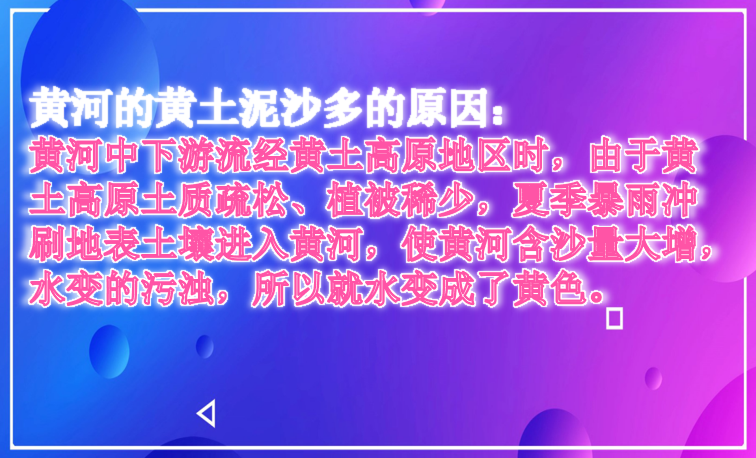 黄河的黄土泥沙多的原因：
黄河中下游流经黄土高原地区时，由于黄
土高原土质疏松、植被稀少，夏季暴雨冲
刷地表土壤进入黄河，使黄河含沙量大增，
水变的污浊，所以就水变成了黄色。